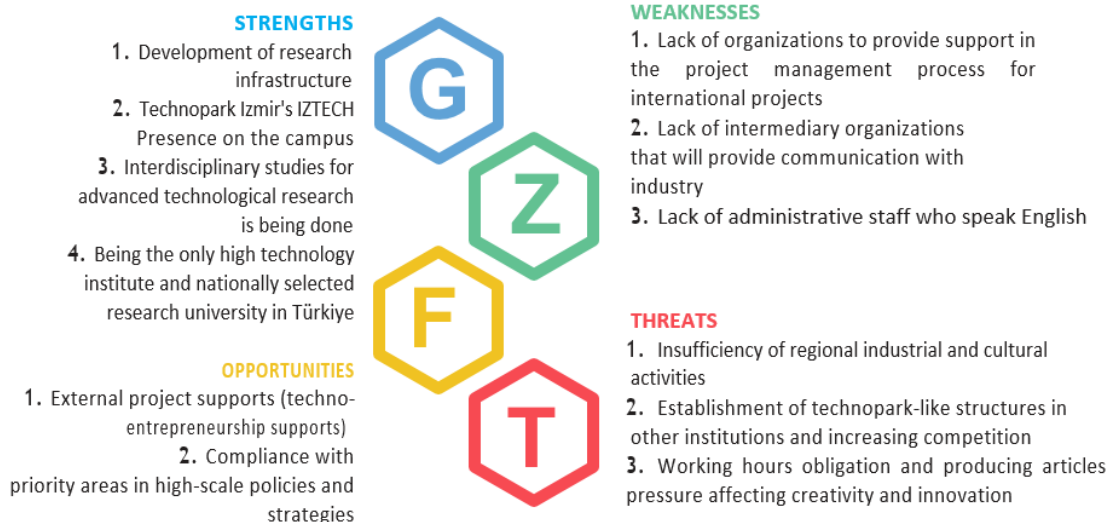 STRENGTHS
1. Development of research
infrastructure
2. Technopark Izmir's IZTECH
Presence on the campus
3. Interdisciplinary studies for
advanced technological research
is being done
4. Being the only high technology
institute and nationally selected
research university in Türkiye
OPPORTUNITIES
1. External project supports (techno-
entrepreneurship supports)
2. Compliance with
priority areas in high-scale policies and
strategies
G
Z
F
T
WEAKNESSES
1. Lack of organizations to provide support in
the project management process for
international projects
2. Lack of intermediary organizations
that will provide communication with
industry
3. Lack of administrative staff who speak English
THREATS
1. Insufficiency of regional industrial and cultural
activities
2. Establishment of technopark-like structures in
other institutions and increasing competition
3. Working hours obligation and producing articles
pressure affecting creativity and innovation